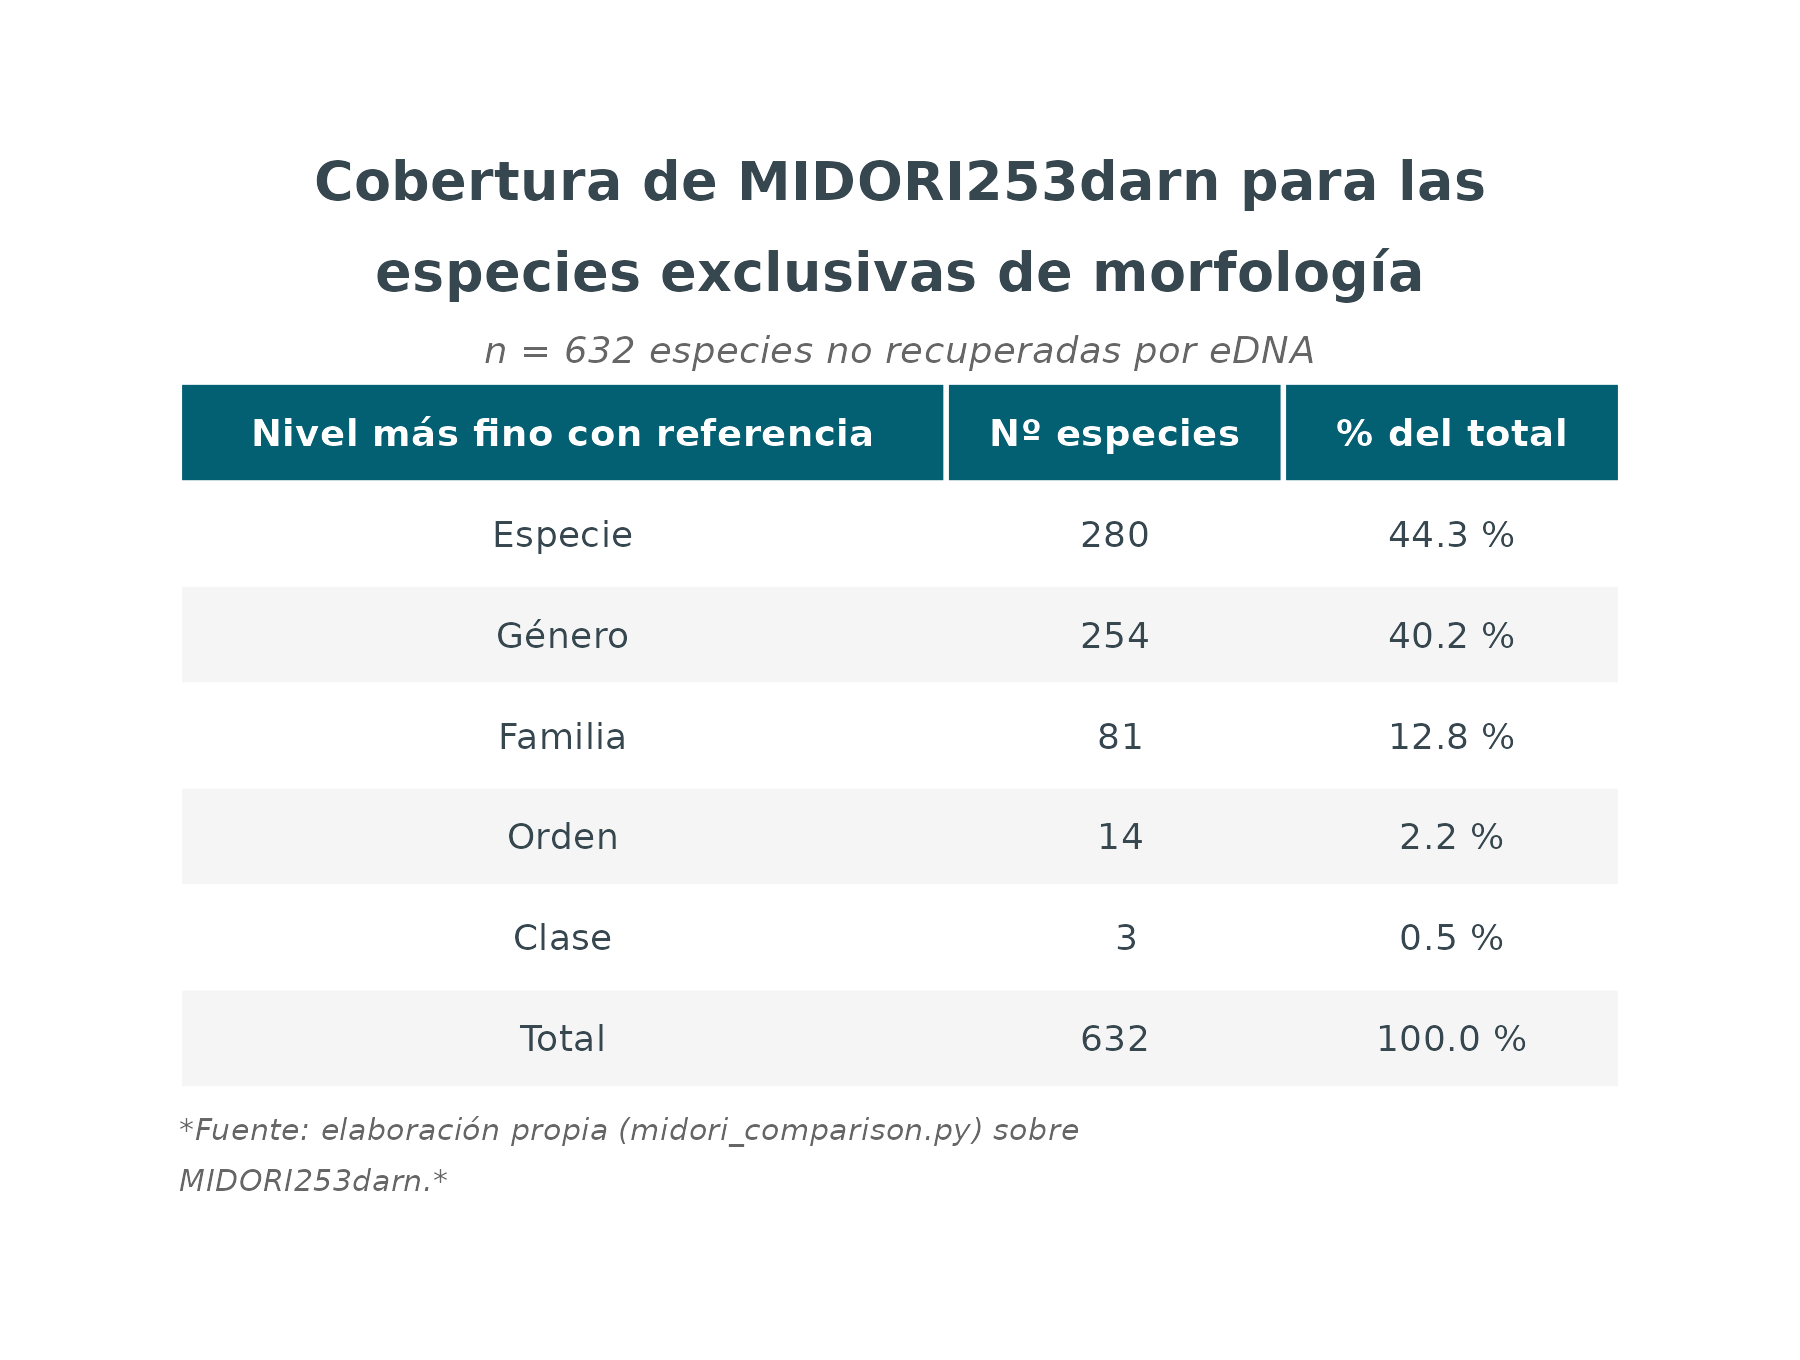 Cobertura de MIDORI253darn para las
especies exclusivas de morfología
n = 632 especies no recuperadas por eDNA
Nivel más fino con referencia Nº especies % del total
Especie 280 44.3 %
Género 254 40.2 %
Familia 81 12.8 %
Orden 14 2.2 %
Clase 3 0.5 %
Total 632 100.0 %
*Fuente: elaboración propia (midori_comparison.py) sobre
MIDORI253darn.*